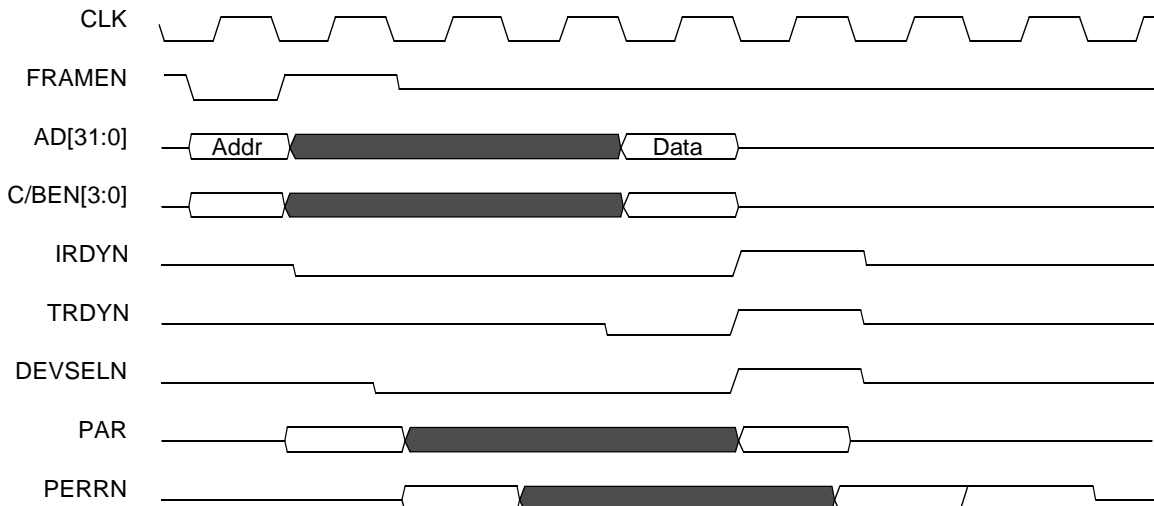 CLK
FRAMEN
AD[31:0]
Addr
Data
C/BEN[3:0]
IRDYN
TRDYN
DEVSELN
PAR
PERRN